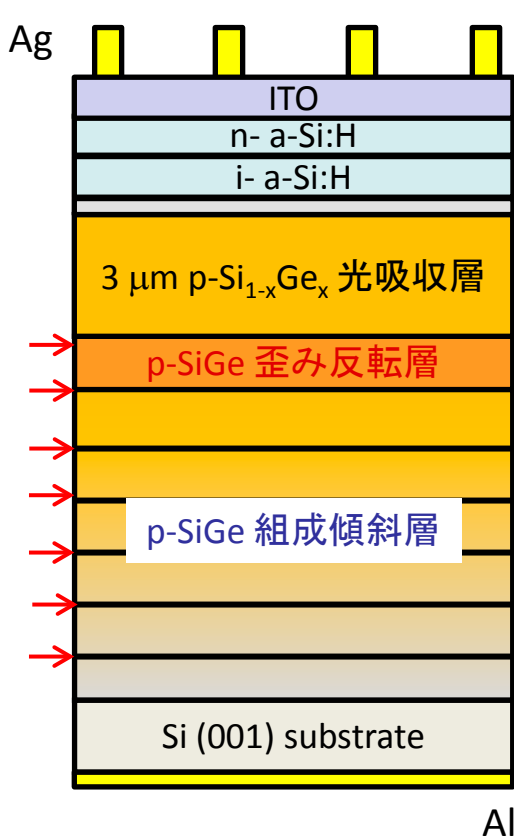 Ag
ITO
n- a-Si:H
i- a-Si:H
3 μm p-Si1-xGex 光吸収層
p-SiGe 歪み反転層
p-SiGe 組成傾斜層
Si (001) substrate
Al